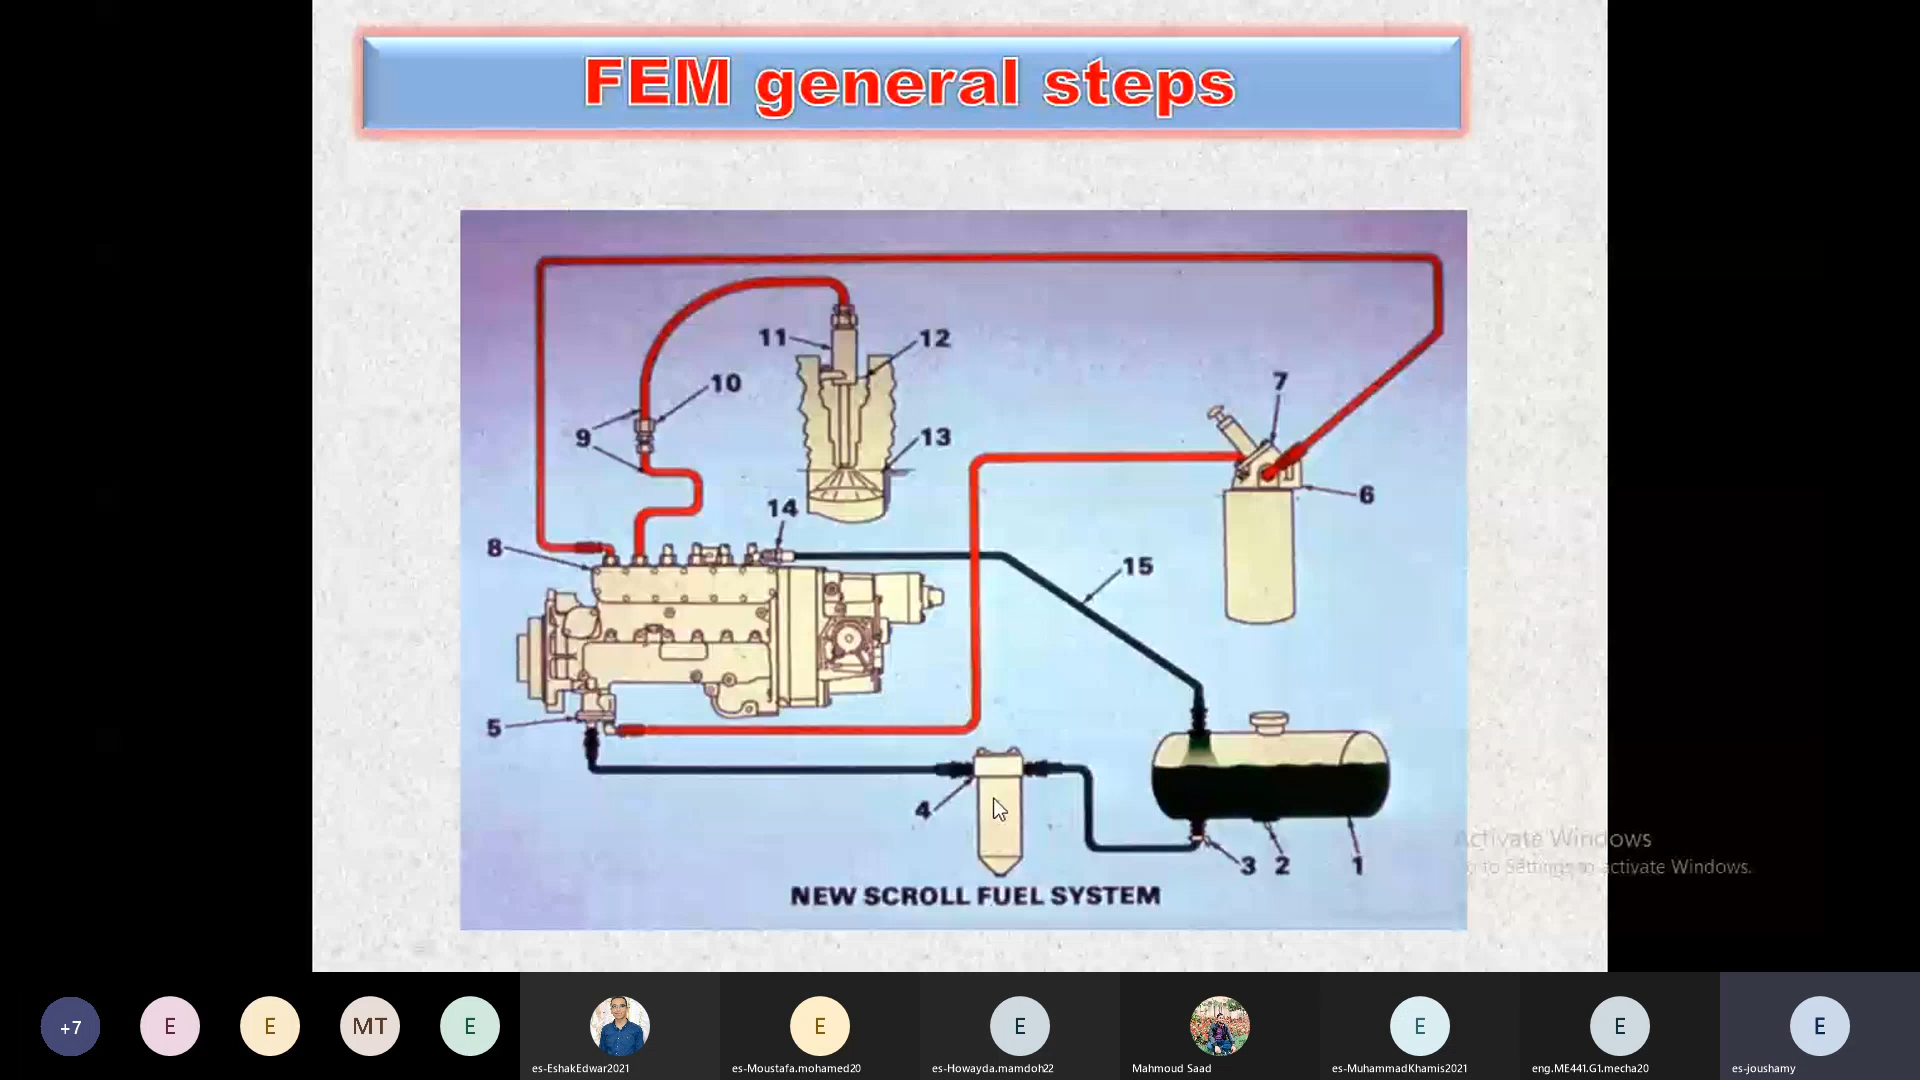 FEM general steps
11
12
10
7
9
13
6
14
8
15
5
4
3
2
1
NEW SCROLL FUEL SYSTEM
Activate Windows
to Settings to activate Windows.
+7
E
E
MT
E
E
E
E
E
E
es-EshakEdwar2021
es-Moustafa.mohamed20
es-Howayda.mamdoh22
Mahmoud Saad
es-MuhammadKhamis2021
eng.ME441.G1.mecha20
es-joushamy